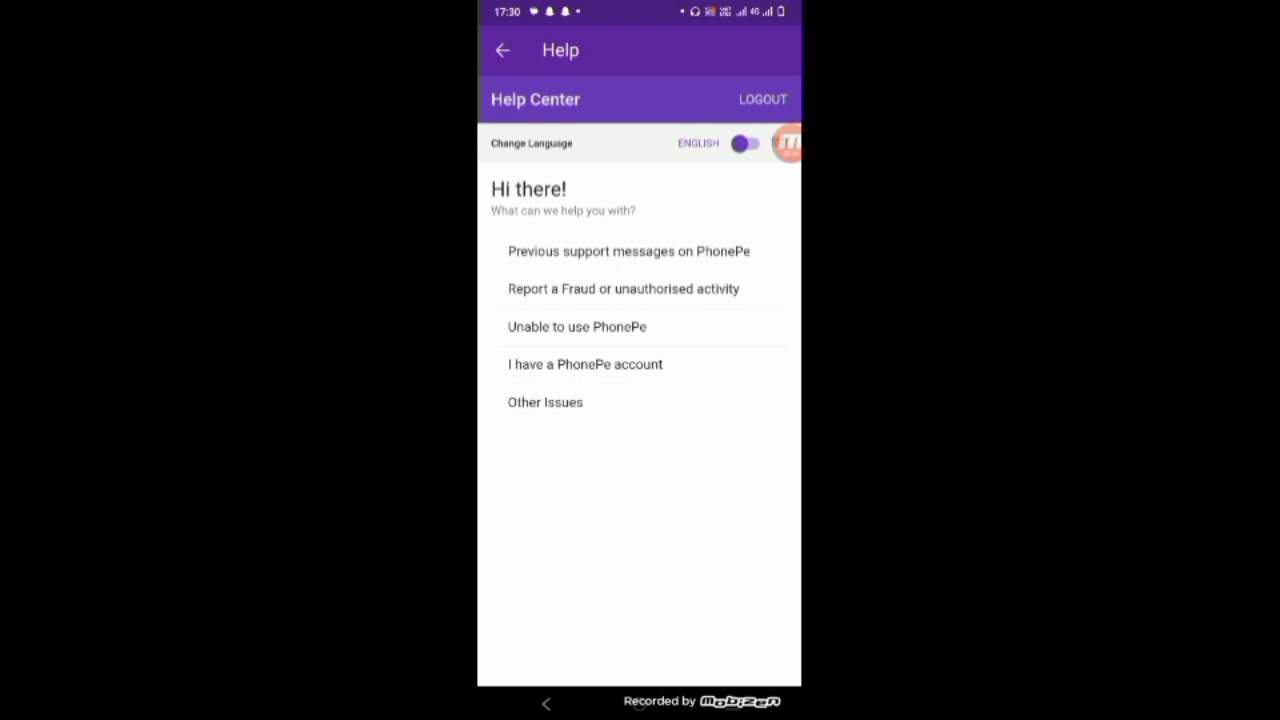 17:30
4G
Help
Help Center
LOGOUT
Change Language
ENGLISH
Hi there!
What can we help you with?
Previous support messages on PhonePe
Report a Fraud or unauthorised activity
Unable to use PhonePe
I have a PhonePe account
Other Issues
Recorded by Mobizen